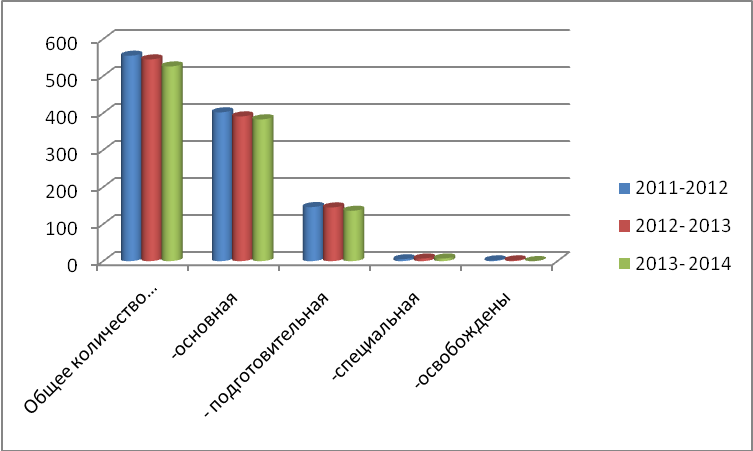 600
500
400
300
200
100
0
Общее количество...
-основная
- подготовительная
-специальная
-освобождены
2011-2012
2012-2013
2013-2014